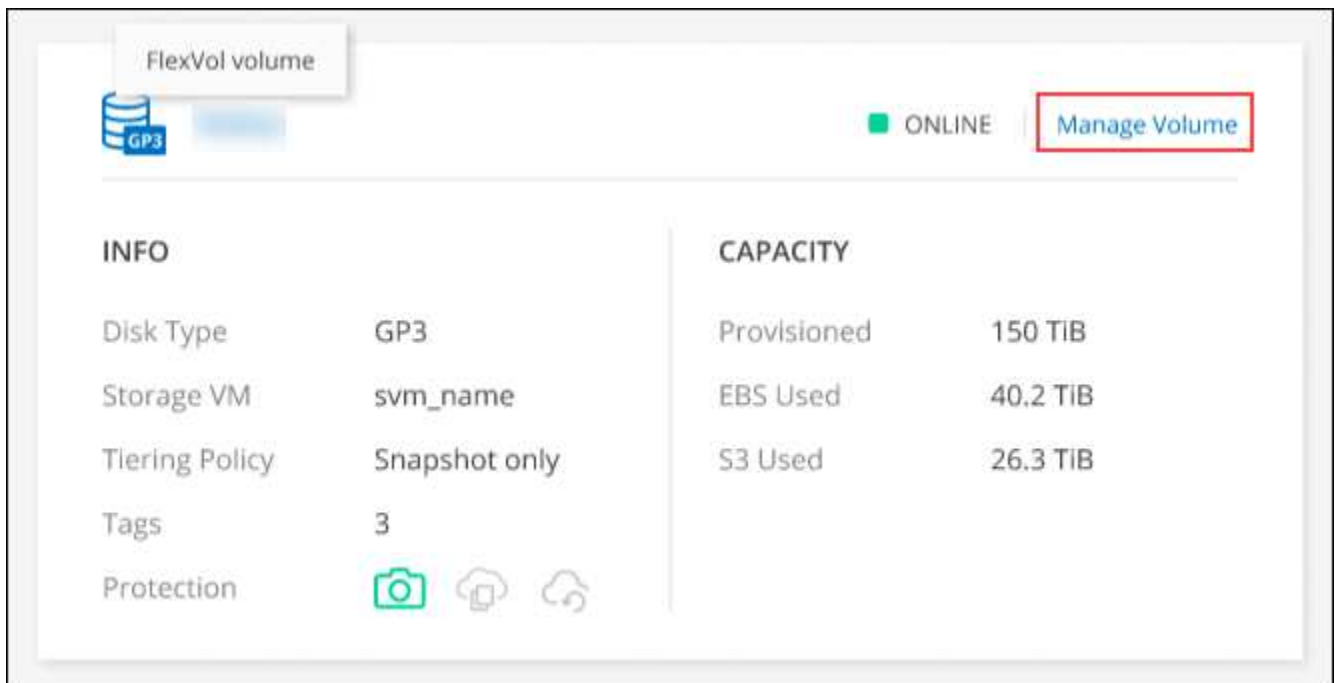 FlexVol volume
GP3
ONLINE
Manage Volume
INFO
Disk Type GP3
Storage VM svm_name
Tiering Policy Snapshot only
Tags 3
Protection
CAPACITY
Provisioned 150 TiB
EBS Used 40.2 TiB
S3 Used 26.3 TiB